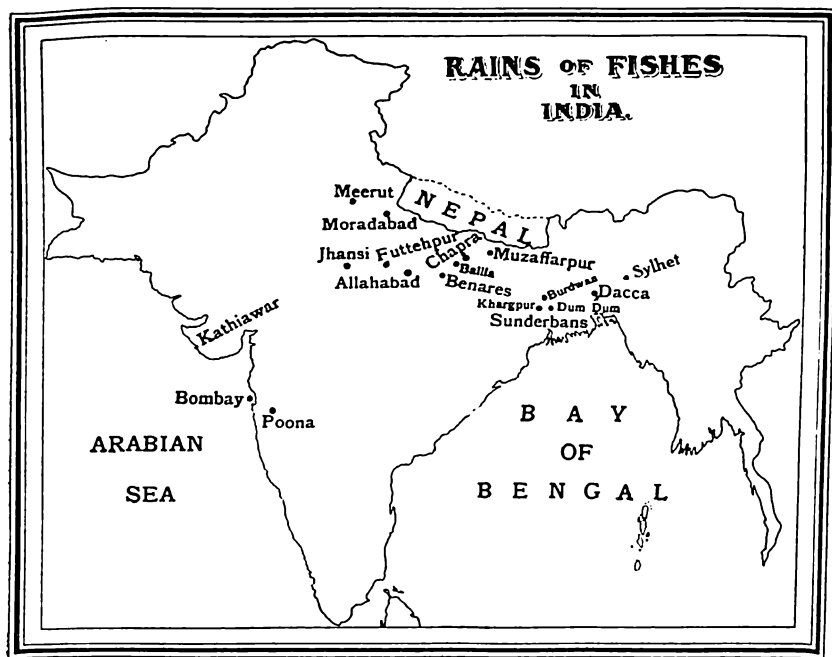 RAINS OF FISHES
IN
INDIA.
Meerut
NEPAL
Moradabad
Jhansi
Futtehpur
Chapra
Muzaffarpur
Ballia
Allahabad
Benares
Sylhet
Burdwan
Dacca
Khargpur
Dum Dum
Sunderbans
Kathiawar
Bombay
Poona
ARABIAN
SEA
BAY
OF
BENGAL